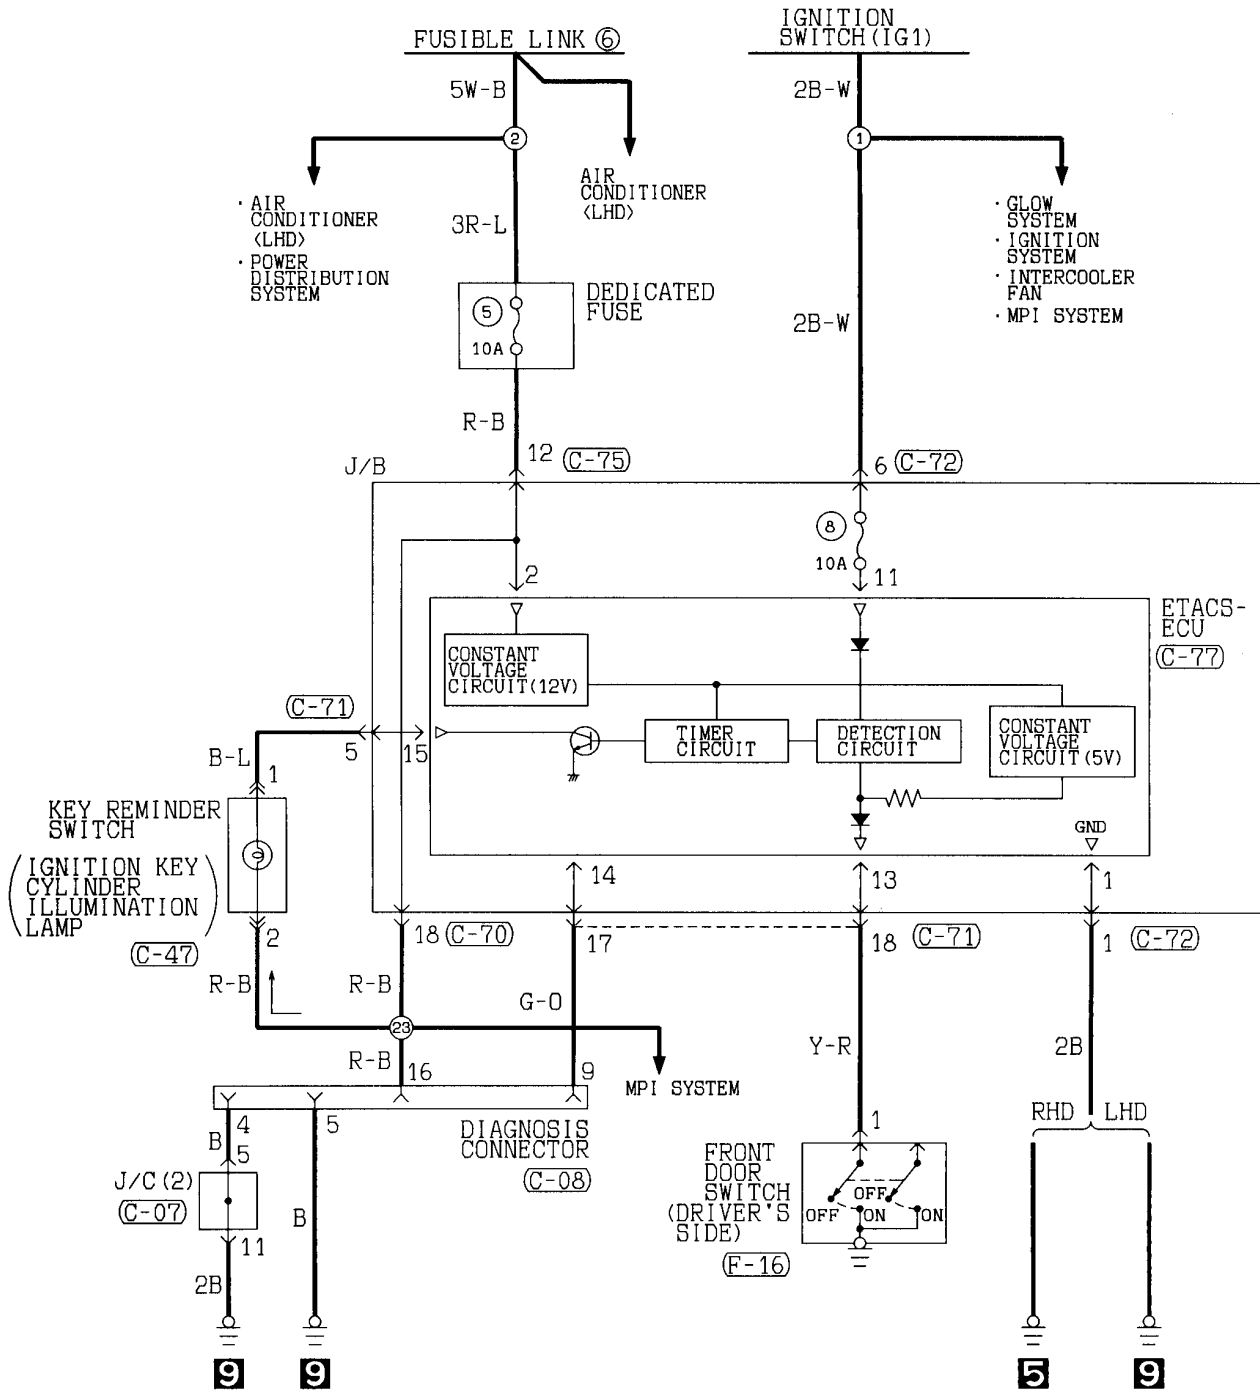 FUSIBLE LINK ⑥
IGNITION
SWITCH(IG1)
5W-B
2B-W
2
1
AIR
CONDITIONER
<LHD>
· AIR
CONDITIONER
<LHD>
· POWER
DISTRIBUTION
SYSTEM
3R-L
· GLOW
SYSTEM
· IGNITION
SYSTEM
· INTERCOOLER
FAN
· MPI SYSTEM
5
10A
DEDICATED
FUSE
2B-W
R-B
J/B
12
C-75
6
C-72
8
10A
2
11
ETACS-
ECU
C-77
CONSTANT
VOLTAGE
CIRCUIT(12V)
C-71
5
15
TIMER
CIRCUIT
DETECTION
CIRCUIT
CONSTANT
VOLTAGE
CIRCUIT(5V)
B-L
1
KEY REMINDER
SWITCH
(IGNITION KEY
CYLINDER
ILLUMINATION
LAMP)
C-47
GND
14
13
1
2
18
C-70
17
18
C-71
1
C-72
R-B
R-B
G-O
23
Y-R
2B
R-B
16
9
MPI SYSTEM
4
5
DIAGNOSIS
CONNECTOR
C-08
1
RHD
LHD
B
5
J/C(2)
C-07
B
11
2B
FRONT
DOOR
SWITCH
(DRIVER'S
SIDE)
F-16
OFF
OFF
ON
ON
9
9
5
9